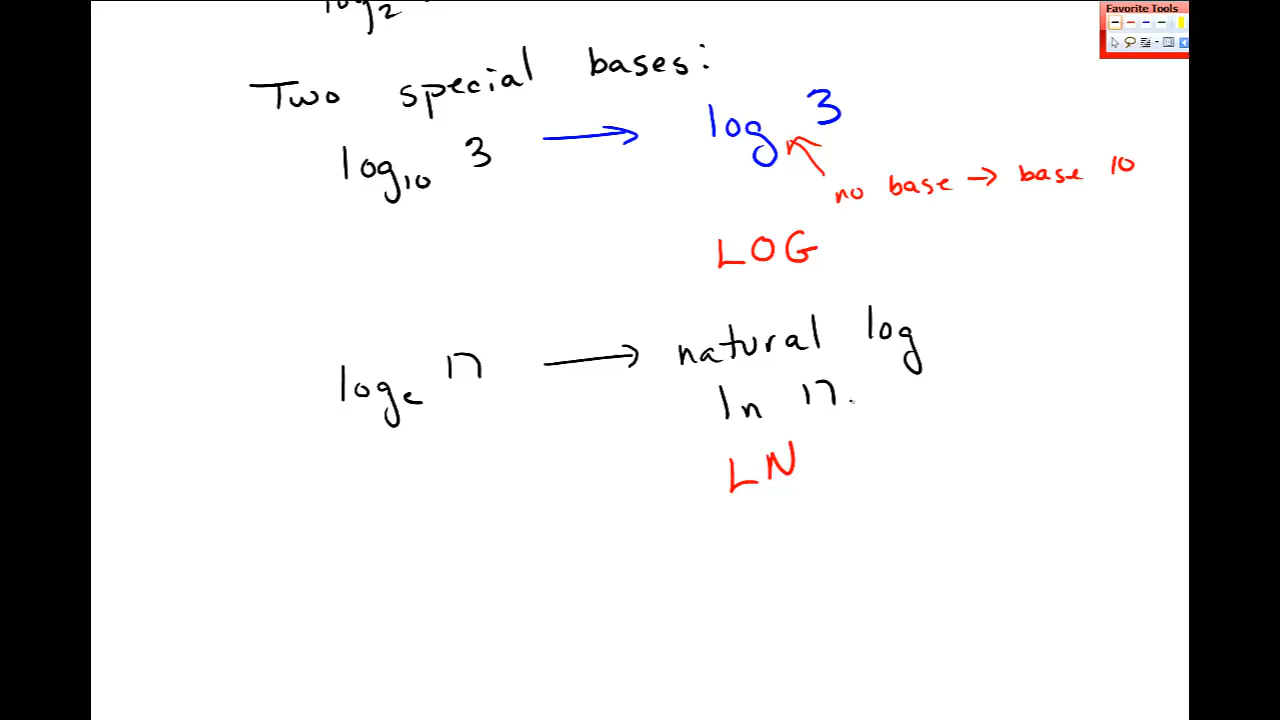 log₂
Favorite Tools
Two special bases:
log₁₀ 3 → log 3
no base → base 10
LOG
logₑ 17 → natural log
ln 17.
LN